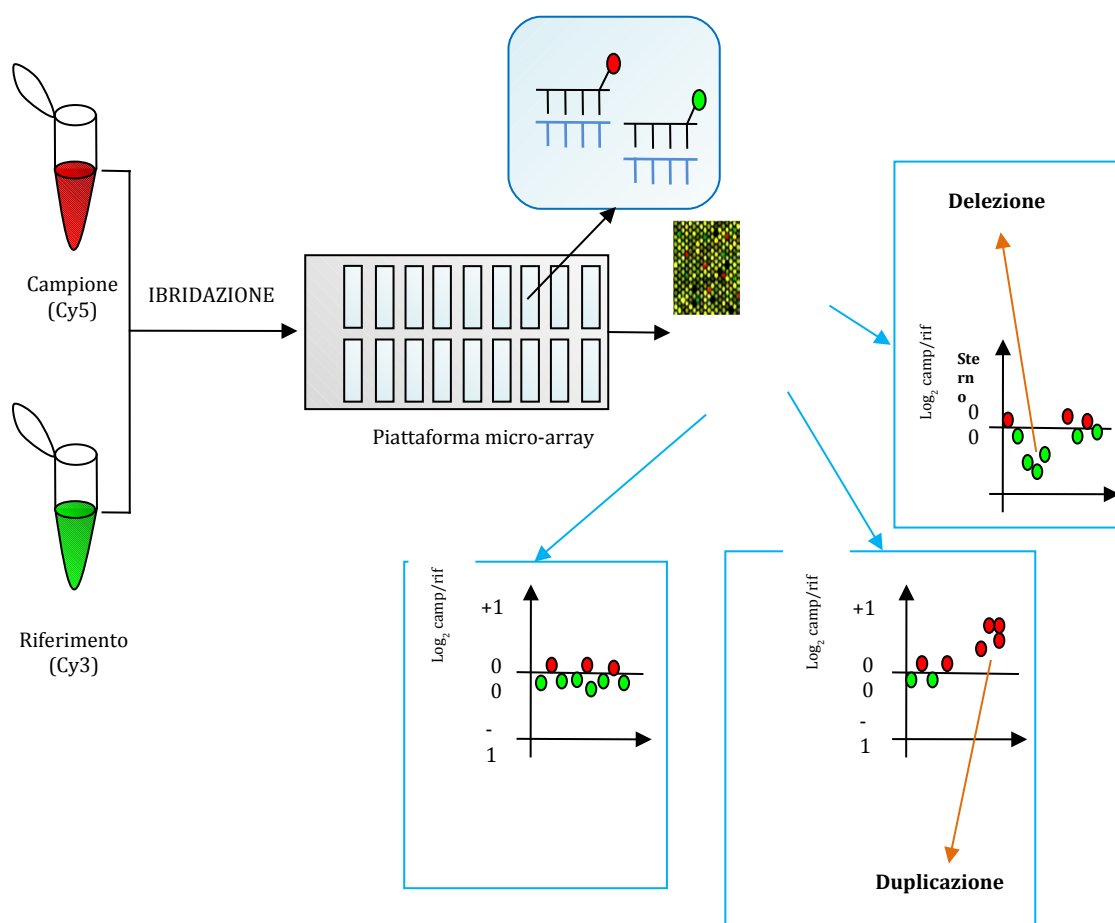 Campione
(Cy5)
IBRIDAZIONE
Riferimento
(Cy3)
Piattaforma micro-array
Delezione
Log2 camp/rif
Ste
rn
o
0
0
Log2 camp/rif
+1
0
0
-
1
Log2 camp/rif
+1
0
0
-
1
Duplicazione